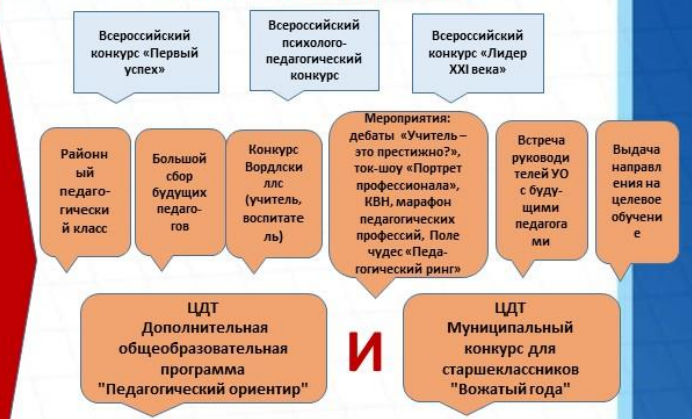 Всероссийский
конкурс «Первый
успех»
Всероссийский
психолого-
педагогический
конкурс
Всероссийский
конкурс «Лидер
XXI века»
Районн
ый
педаго-
гически
й класс
Большой
сбор
будущих
педаго-
гов
Конкурс
Вордлски
ллс
(учитель,
воспитате
ль)
Мероприятия:
дебаты «Учитель –
это престижно?»,
ток-шоу «Портрет
профессионала»,
КВН, марафон
педагогических
профессий, Поле
чудес «Педа-
гогический ринг»
Встреча
руководи
телей УО
с буду-
щими
педагога
ми
Выдача
направл
ения на
целевое
обучени
е
ЦДТ
Дополнительная
общеобразовательная
программа
"Педагогический ориентир"
И
ЦДТ
Муниципальный
конкурс для
старшеклассников
"Вожатый года"